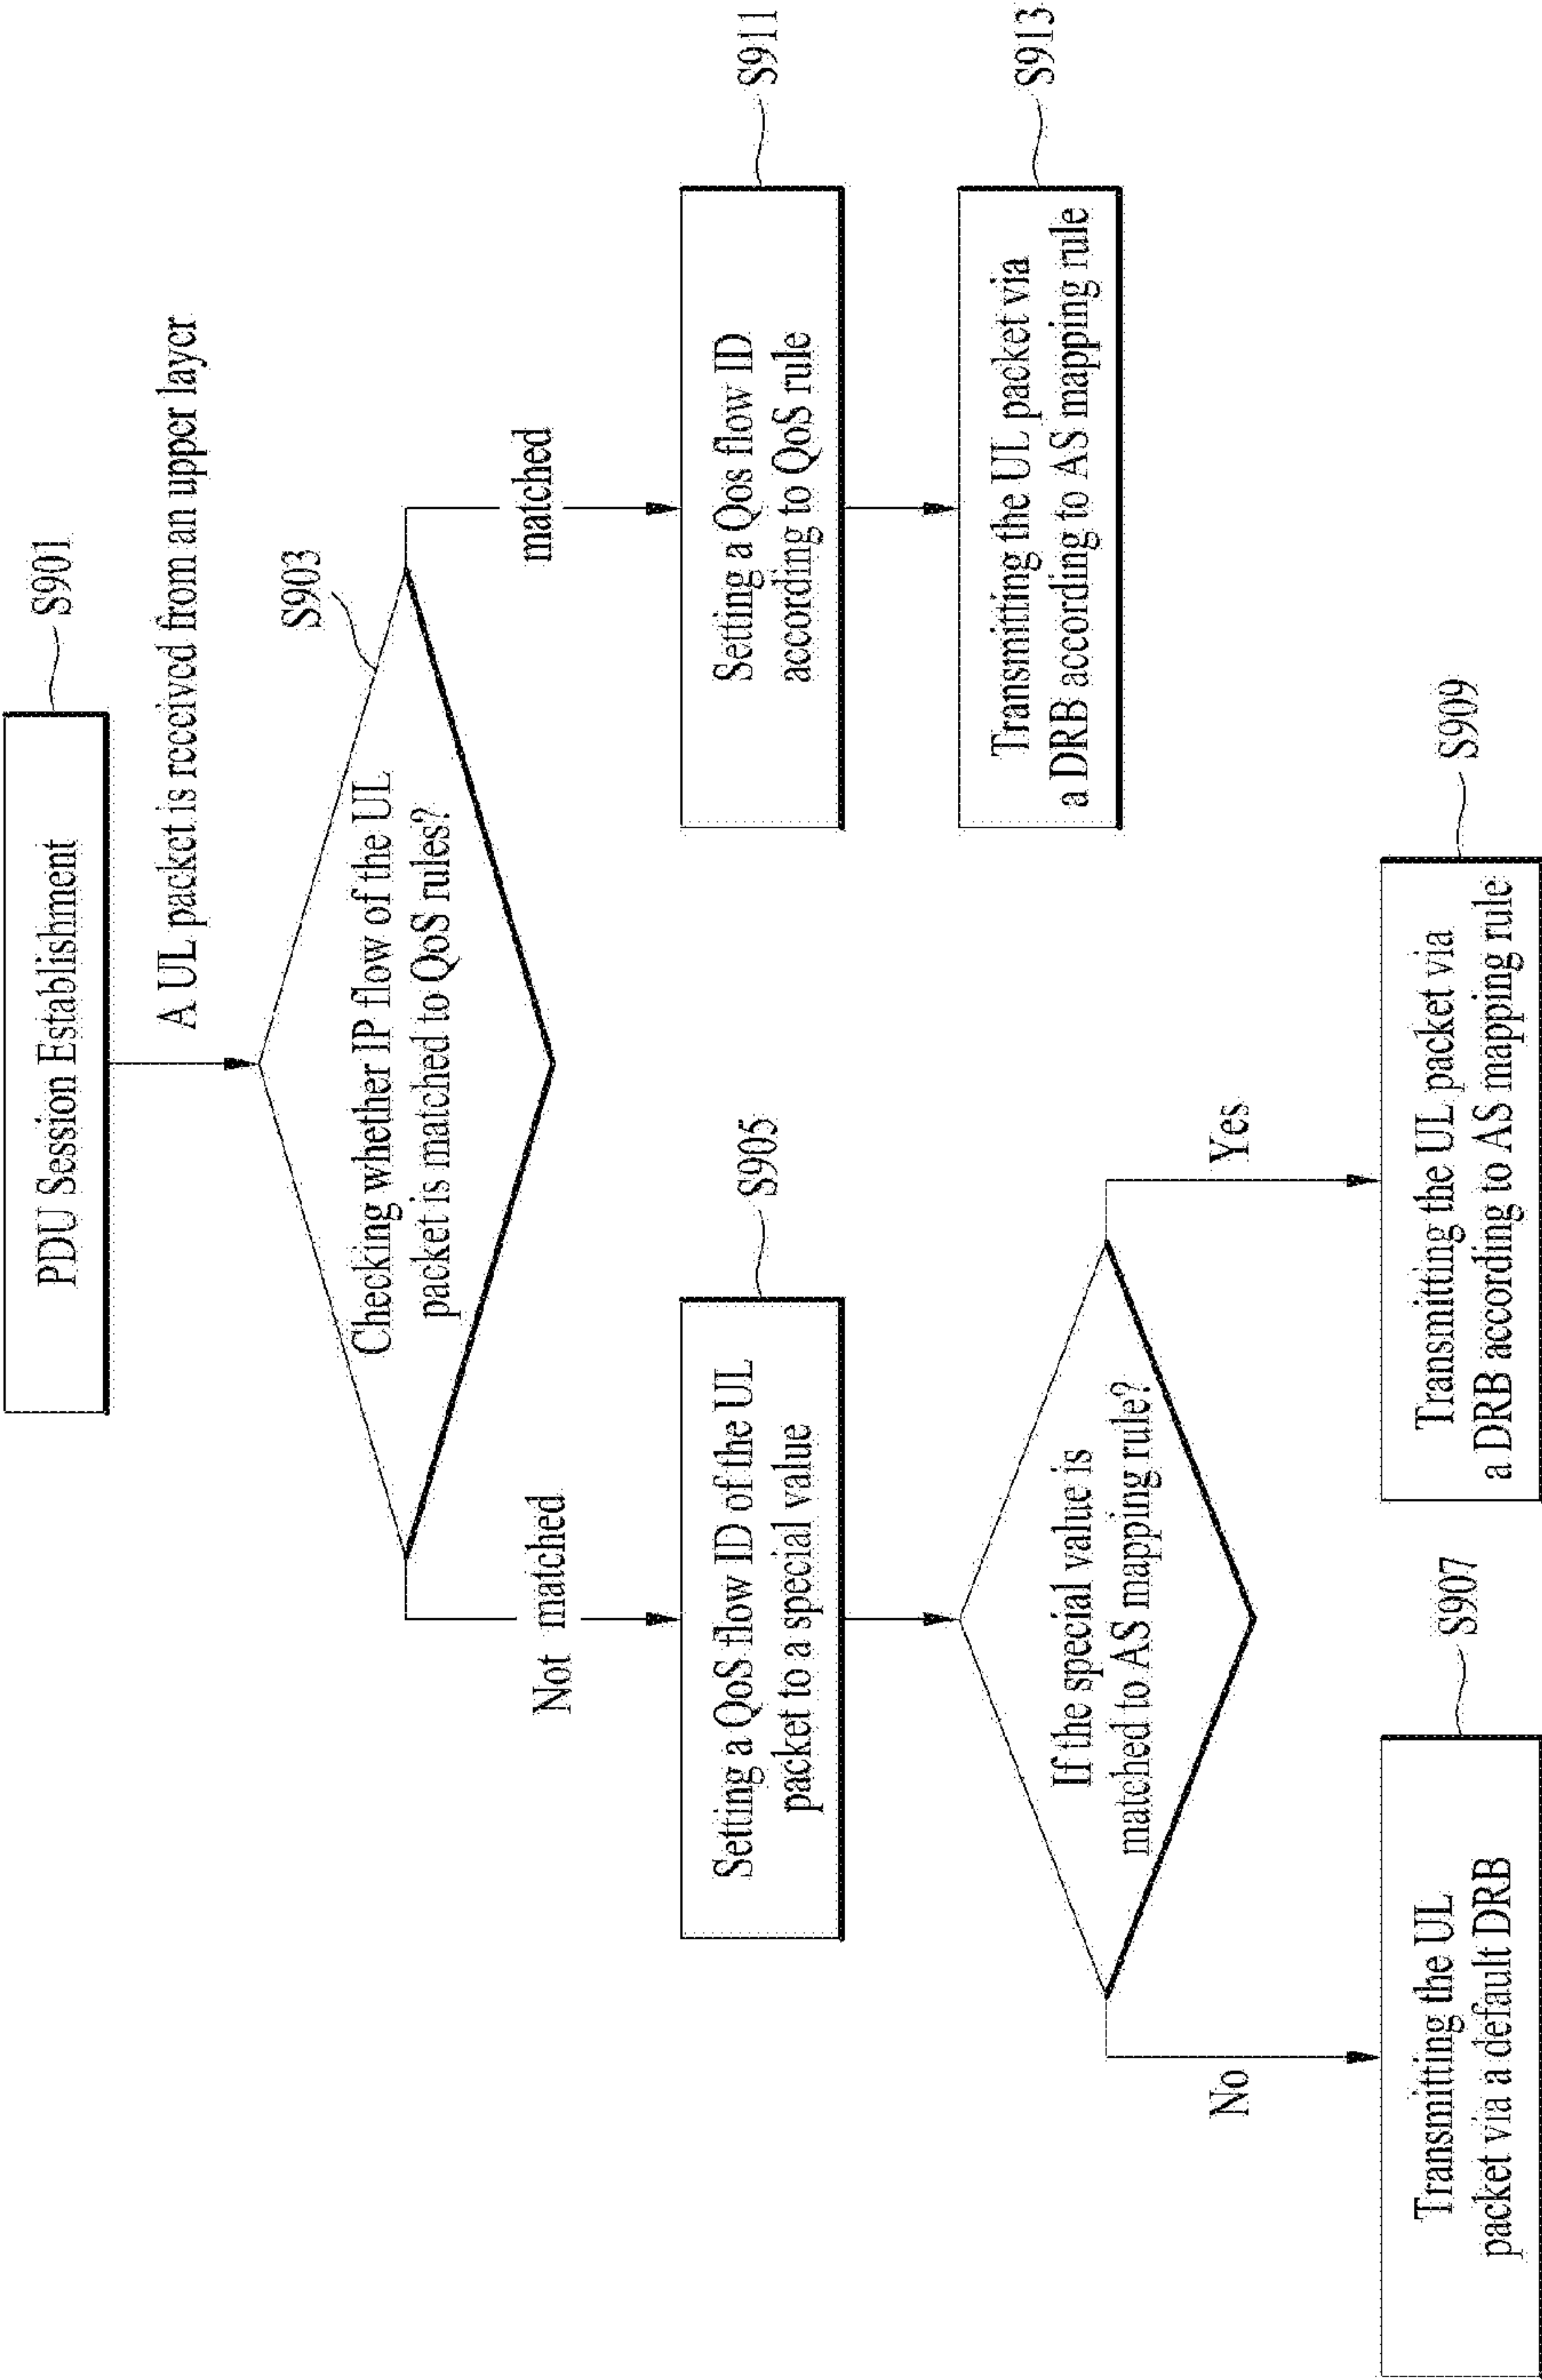 PDU Session Establishment
S901
A UL packet is received from an upper layer
S903
Checking whether IP flow of the UL
packet is matched to QoS rules?
Not matched
matched
S905
Setting a QoS flow ID of the UL
packet to a special value
S911
Setting a Qos flow ID
according to QoS rule
If the special value is
matched to AS mapping rule?
S913
Transmitting the UL packet via
a DRB according to AS mapping rule
No
Yes
S907
Transmitting the UL
packet via a default DRB
S909
Transmitting the UL packet via
a DRB according to AS mapping rule